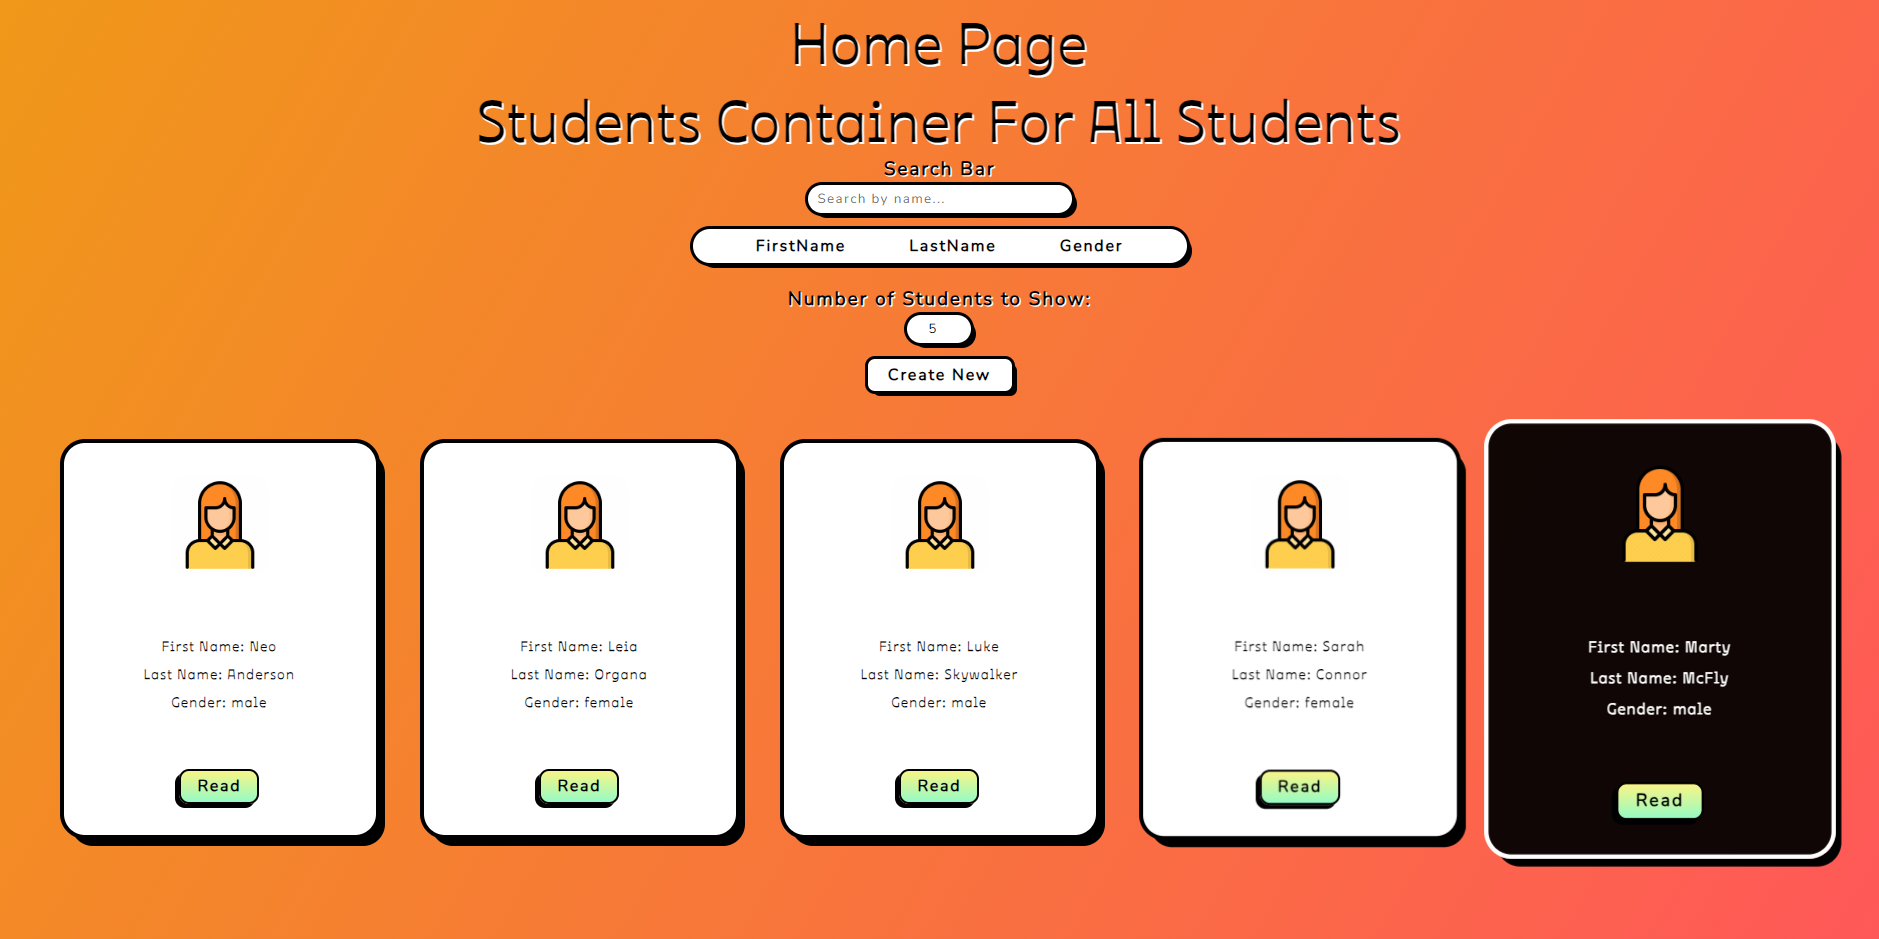 Home Page
Students Container For All Students
Search Bar
Search by name...
FirstName LastName Gender
Number of Students to Show:
5
Create New
First Name: Neo
Last Name: Anderson
Gender: male
Read
First Name: Leia
Last Name: Organa
Gender: female
Read
First Name: Luke
Last Name: Skywalker
Gender: male
Read
First Name: Sarah
Last Name: Connor
Gender: female
Read
First Name: Marty
Last Name: McFly
Gender: male
Read